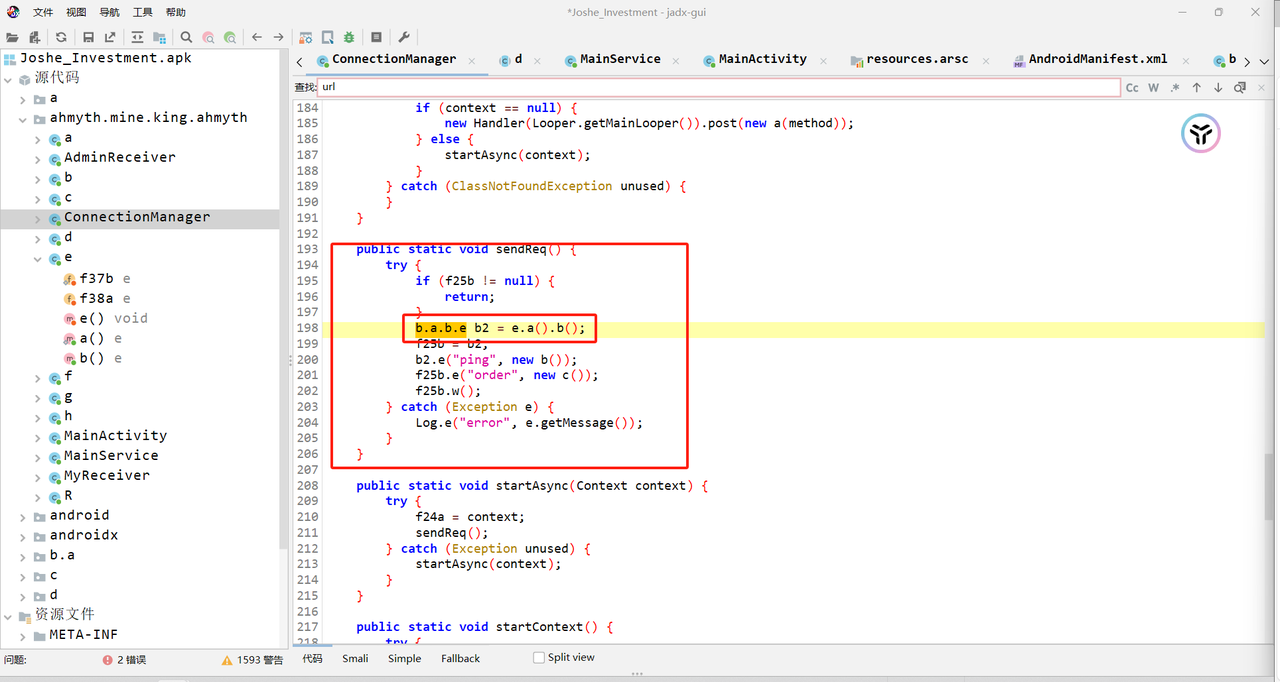 文件 视图 导航 工具 帮助 *Joshe_Investment - jadx-gui
Joshe_Investment.apk
源代码
a
ahmyth.mine.king.ahmyth
a
AdminReceiver
b
c
ConnectionManager
d
e
f37b e
f38a e
e() void
a() e
b() e
f
g
h
MainActivity
MainService
MyReceiver
R
android
androidx
b.a
c
d
资源文件
META-INF
ConnectionManager d MainService MainActivity resources.arsc AndroidManifest.xml b
查找: url Cc W .*
184 if (context == null) {
185 new Handler(Looper.getMainLooper()).post(new a(method));
186 } else {
187 startAsync(context);
188 }
189 } catch (ClassNotFoundException unused) {
190 }
191 }
192
193 public static void sendReq() {
194 try {
195 if (f25b != null) {
196 return;
197 }
198 b.a.b.e b2 = e.a().b();
199 f25b = b2;
200 b2.e("ping", new b());
201 f25b.e("order", new c());
202 f25b.w();
203 } catch (Exception e) {
204 Log.e("error", e.getMessage());
205 }
206 }
207
208 public static void startAsync(Context context) {
209 try {
210 f24a = context;
211 sendReq();
212 } catch (Exception unused) {
213 startAsync(context);
214 }
215 }
216
217 public static void startContext() {
218 try {
问题: 2 错误 1593 警告 代码 Smali Simple Fallback Split view